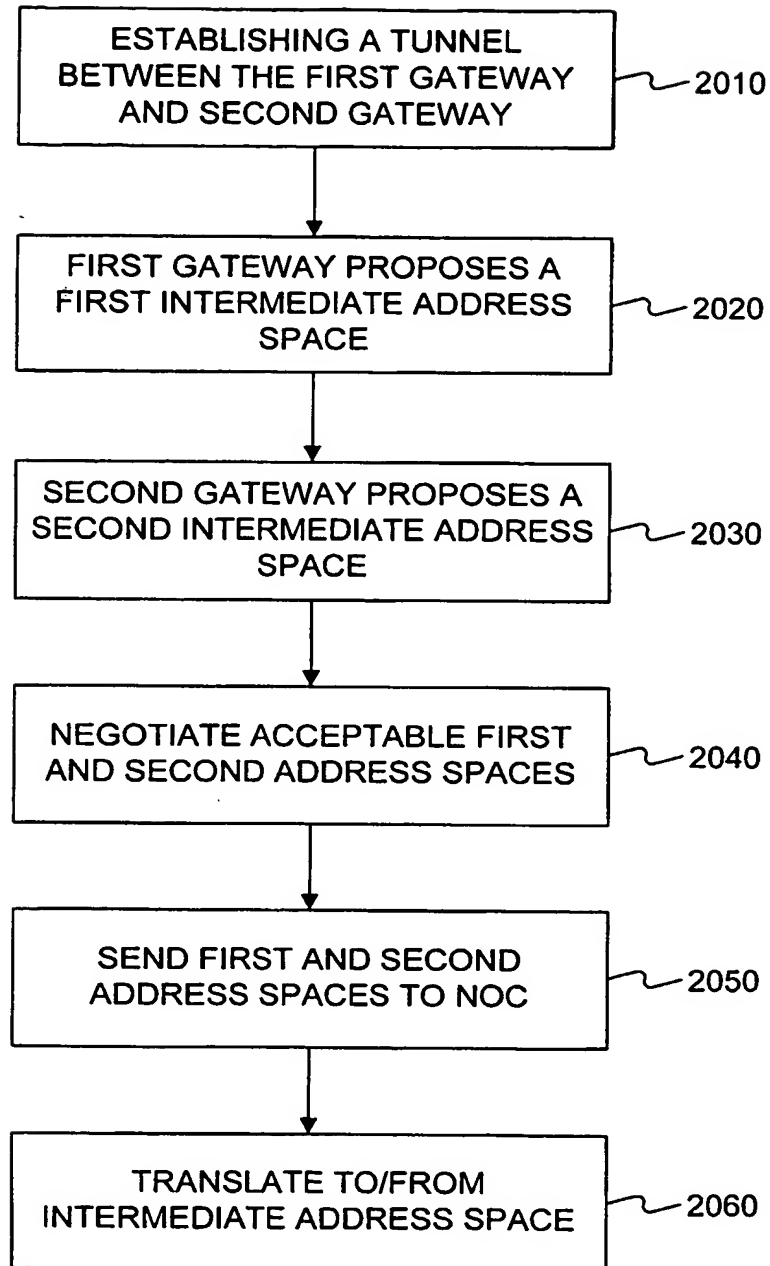 ESTABLISHING A TUNNEL
BETWEEN THE FIRST GATEWAY
AND SECOND GATEWAY
2010
FIRST GATEWAY PROPOSES A
FIRST INTERMEDIATE ADDRESS
SPACE
2020
SECOND GATEWAY PROPOSES A
SECOND INTERMEDIATE ADDRESS
SPACE
2030
NEGOTIATE ACCEPTABLE FIRST
AND SECOND ADDRESS SPACES
2040
SEND FIRST AND SECOND
ADDRESS SPACES TO NOC
2050
TRANSLATE TO/FROM
INTERMEDIATE ADDRESS SPACE
2060